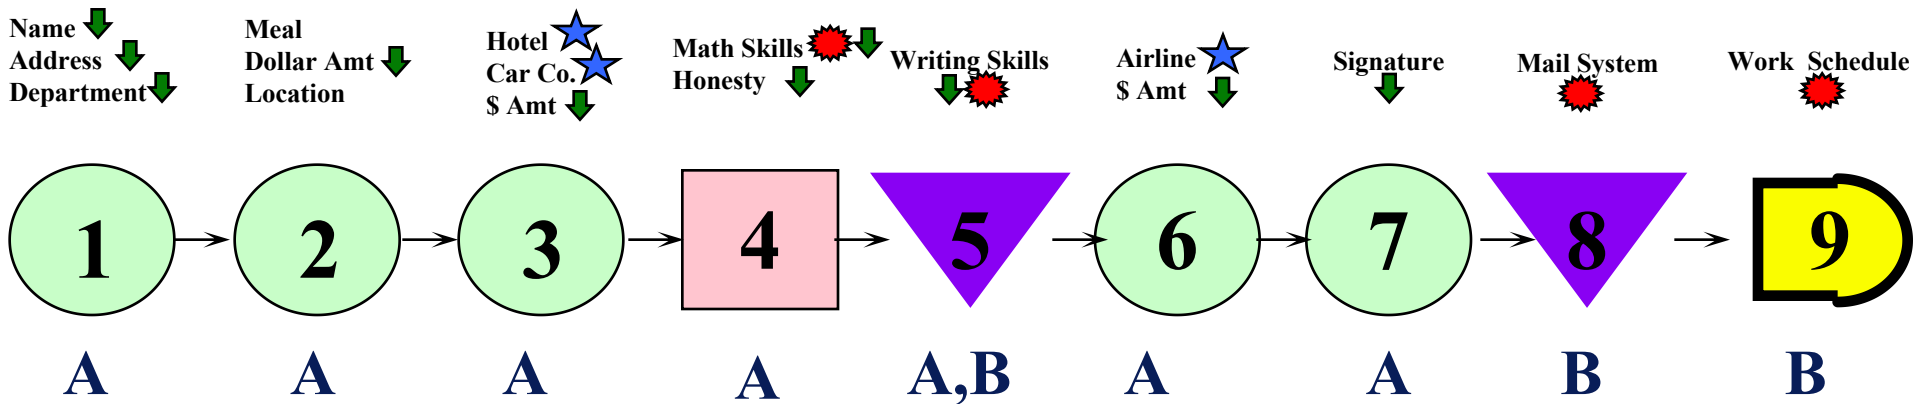 Name
Address
Department
Meal
Dollar Amt
Location
Hotel
Car Co.
$ Amt
Math Skills
Honesty
Writing Skills
Airline
$ Amt
Signature
Mail System
Work Schedule
1
2
3
4
5
6
7
8
9
A
A
A
A
A,B
A
A
B
B